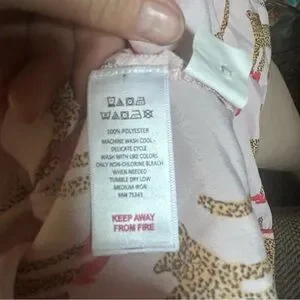 100% POLYESTER
MACHINE WASH COOL -
DELICATE CYCLE
WASH WITH LIKE COLORS
ONLY NON-CHLORINE BLEACH
WHEN NEEDED
TUMBLE DRY LOW
MEDIUM IRON
RN# 75345
KEEP AWAY
FROM FIRE